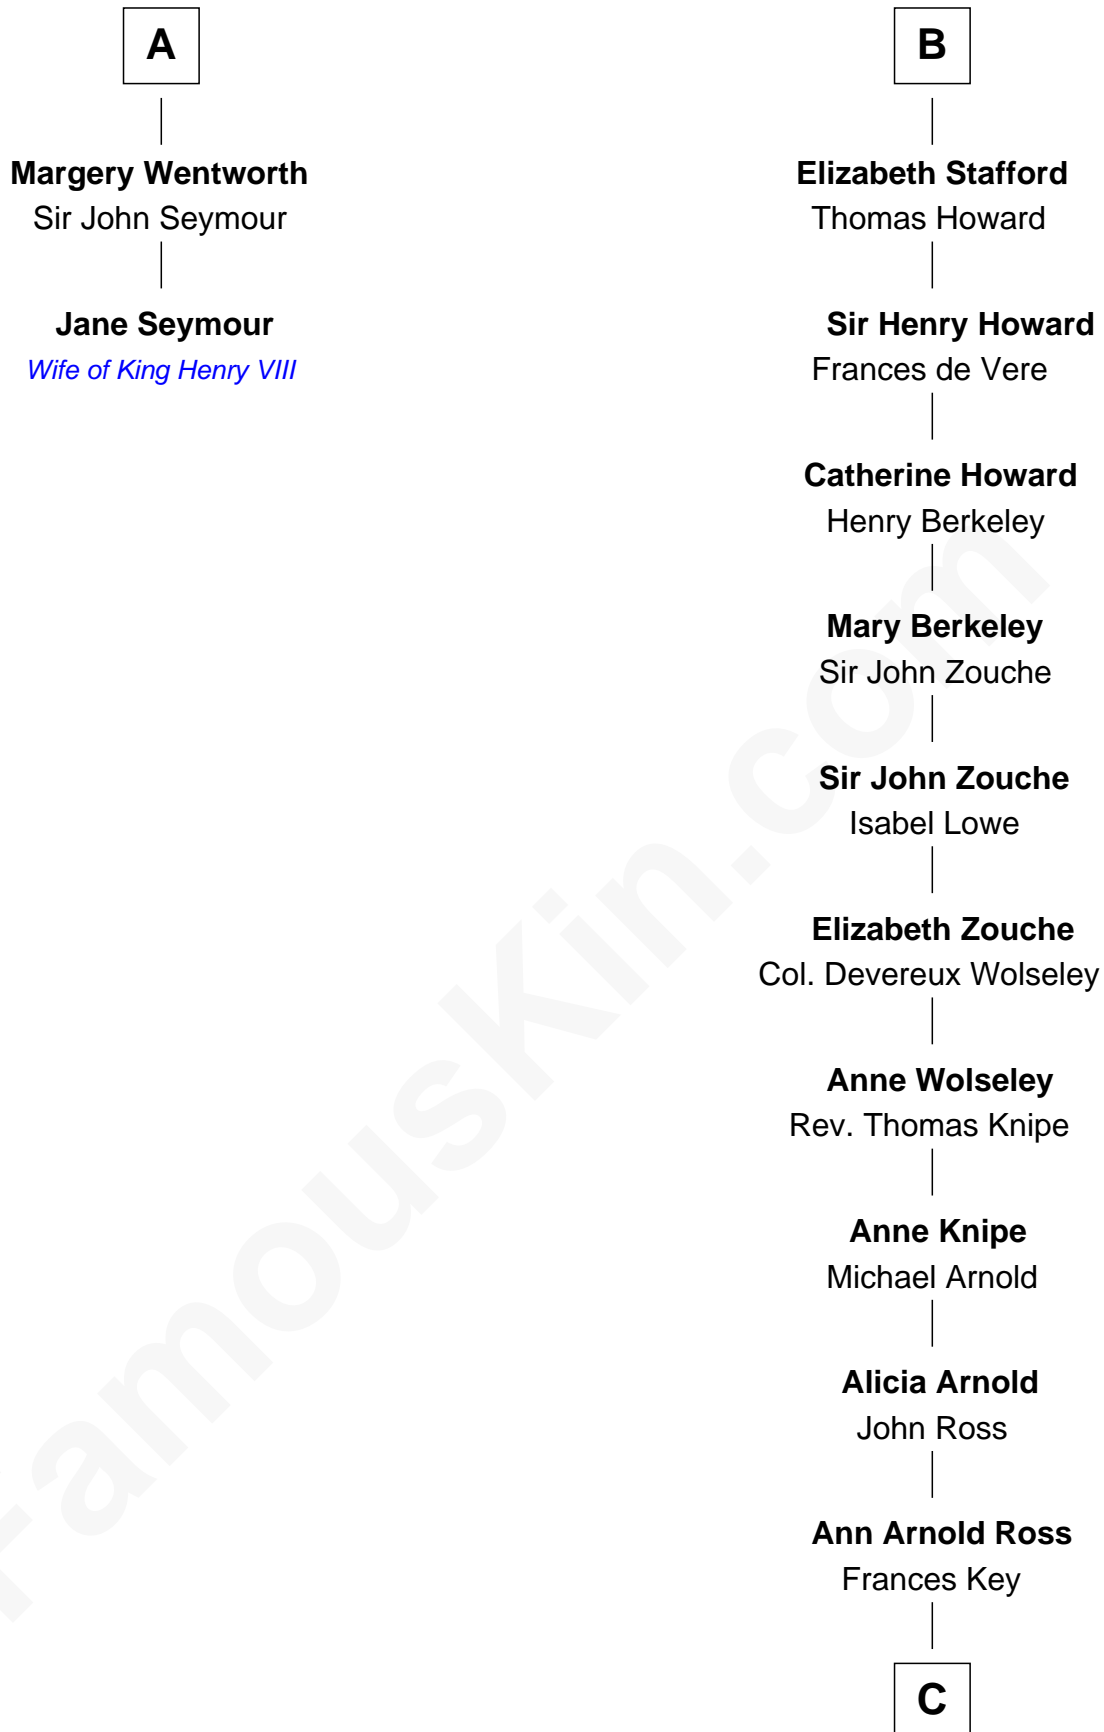 A
Margery Wentworth
Sir John Seymour
Jane Seymour
Wife of King Henry VIII
B
Elizabeth Stafford
Thomas Howard
Sir Henry Howard
Frances de Vere
Catherine Howard
Henry Berkeley
Mary Berkeley
Sir John Zouche
Sir John Zouche
Isabel Lowe
Elizabeth Zouche
Col. Devereux Wolseley
Anne Wolseley
Rev. Thomas Knipe
Anne Knipe
Michael Arnold
Alicia Arnold
John Ross
Ann Arnold Ross
Frances Key
C
FamousKin.com